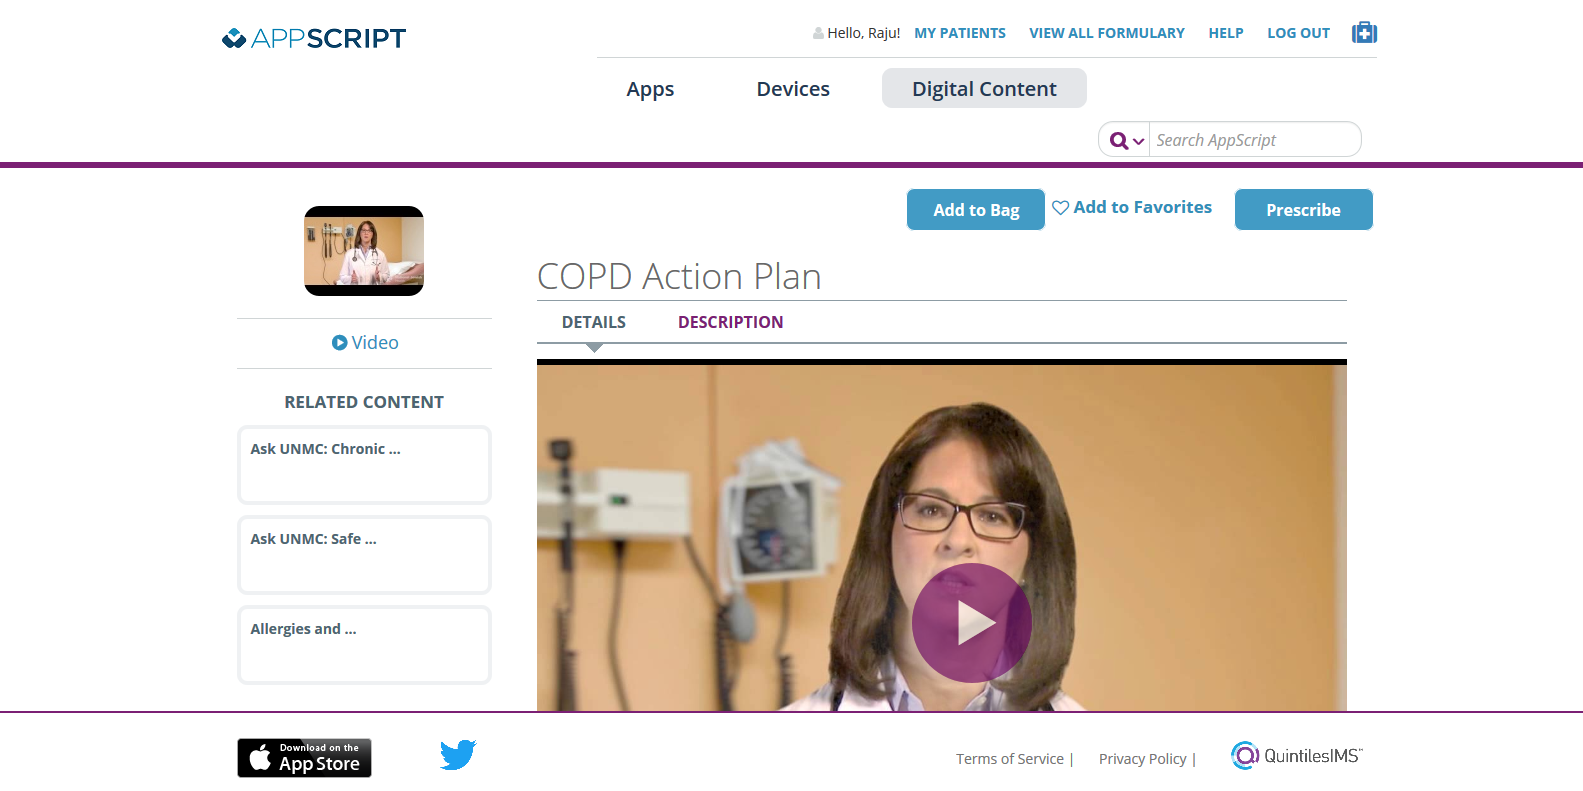 APPSCRIPT
Hello, Raju! MY PATIENTS VIEW ALL FORMULARY HELP LOG OUT
Apps Devices Digital Content
Search AppScript
Add to Bag Add to Favorites Prescribe
COPD Action Plan
DETAILS DESCRIPTION
Video
RELATED CONTENT
Ask UNMC: Chronic ...
Ask UNMC: Safe ...
Allergies and ...
Download on the
App Store
Terms of Service | Privacy Policy |
QuintilesIMS™